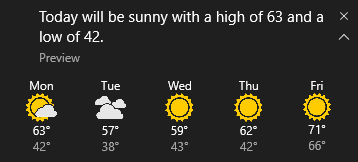 Today will be sunny with a high of 63 and a
low of 42.
Preview
Mon Tue Wed Thu Fri
63° 57° 59° 62° 71°
42° 38° 43° 42° 66°